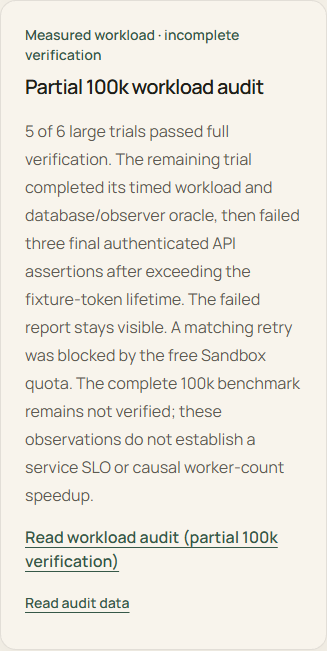 Measured workload · incomplete
verification
Partial 100k workload audit
5 of 6 large trials passed full
verification. The remaining trial
completed its timed workload and
database/observer oracle, then failed
three final authenticated API
assertions after exceeding the
fixture-token lifetime. The failed
report stays visible. A matching retry
was blocked by the free Sandbox
quota. The complete 100k benchmark
remains not verified; these
observations do not establish a
service SLO or causal worker-count
speedup.
Read workload audit (partial 100k
verification)
Read audit data